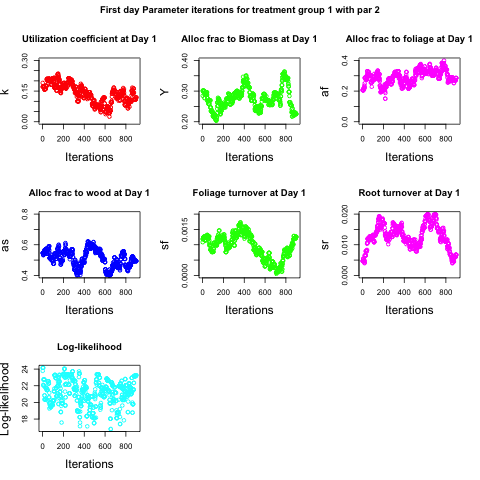 First day Parameter iterations for treatment group 1 with par 2
Utilization coefficient at Day 1
k
0.00
0.15
0.30
0 200 400 600 800
Iterations
Alloc frac to Biomass at Day 1
Y
0.20
0.30
0.40
0 200 400 600 800
Iterations
Alloc frac to foliage at Day 1
af
0.0
0.2
0.4
0 200 400 600 800
Iterations
Alloc frac to wood at Day 1
as
0.4
0.6
0.8
0 200 400 600 800
Iterations
Foliage turnover at Day 1
sf
0.0000
0.0015
0 200 400 600 800
Iterations
Root turnover at Day 1
sr
0.000
0.010
0.020
0 200 400 600 800
Iterations
Log-likelihood
Log-likelihood
18
20
22
24
0 200 400 600 800
Iterations